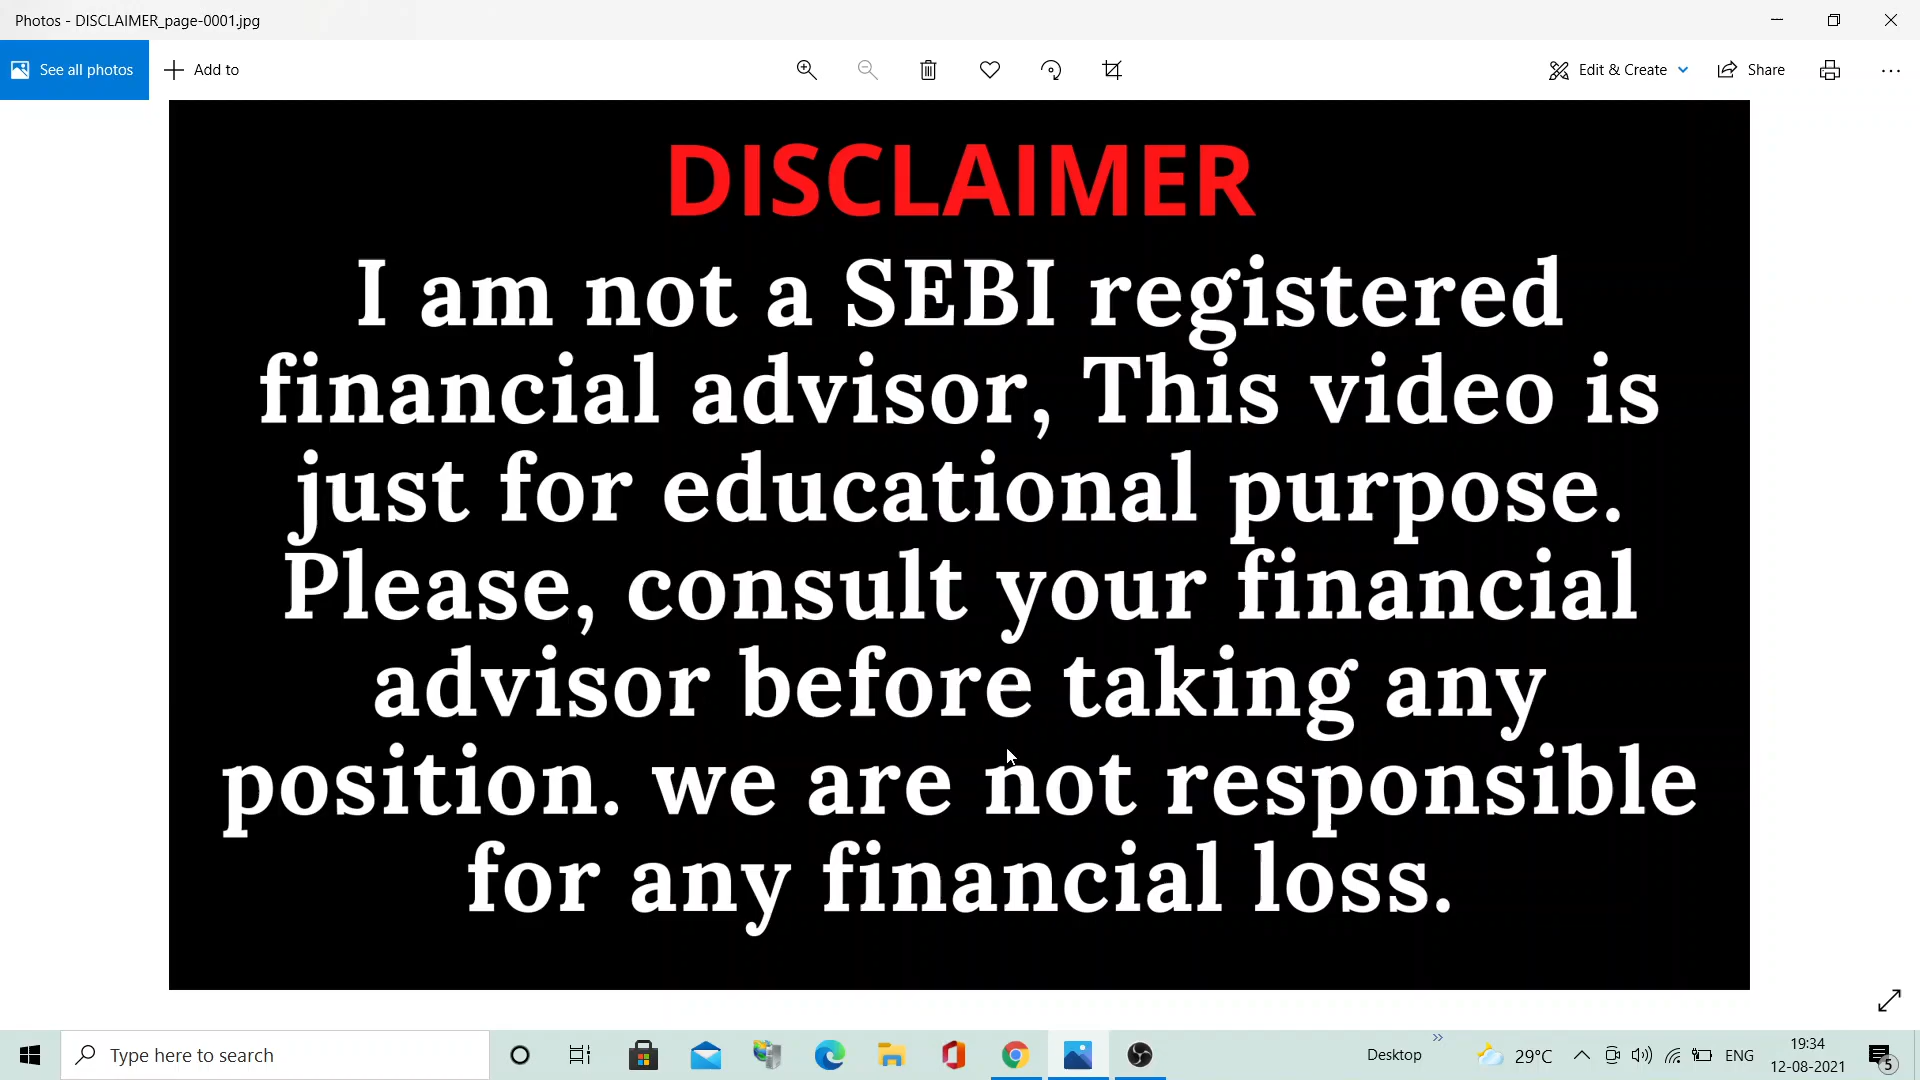 Photos - DISCLAIMER_page-0001.jpg
See all photos
Add to
Edit & Create
Share
DISCLAIMER
I am not a SEBI registered
financial advisor, This video is
just for educational purpose.
Please, consult your financial
advisor before taking any
position. we are not responsible
for any financial loss.
Type here to search
Desktop
29°C
ENG
19:34
12-08-2021
5